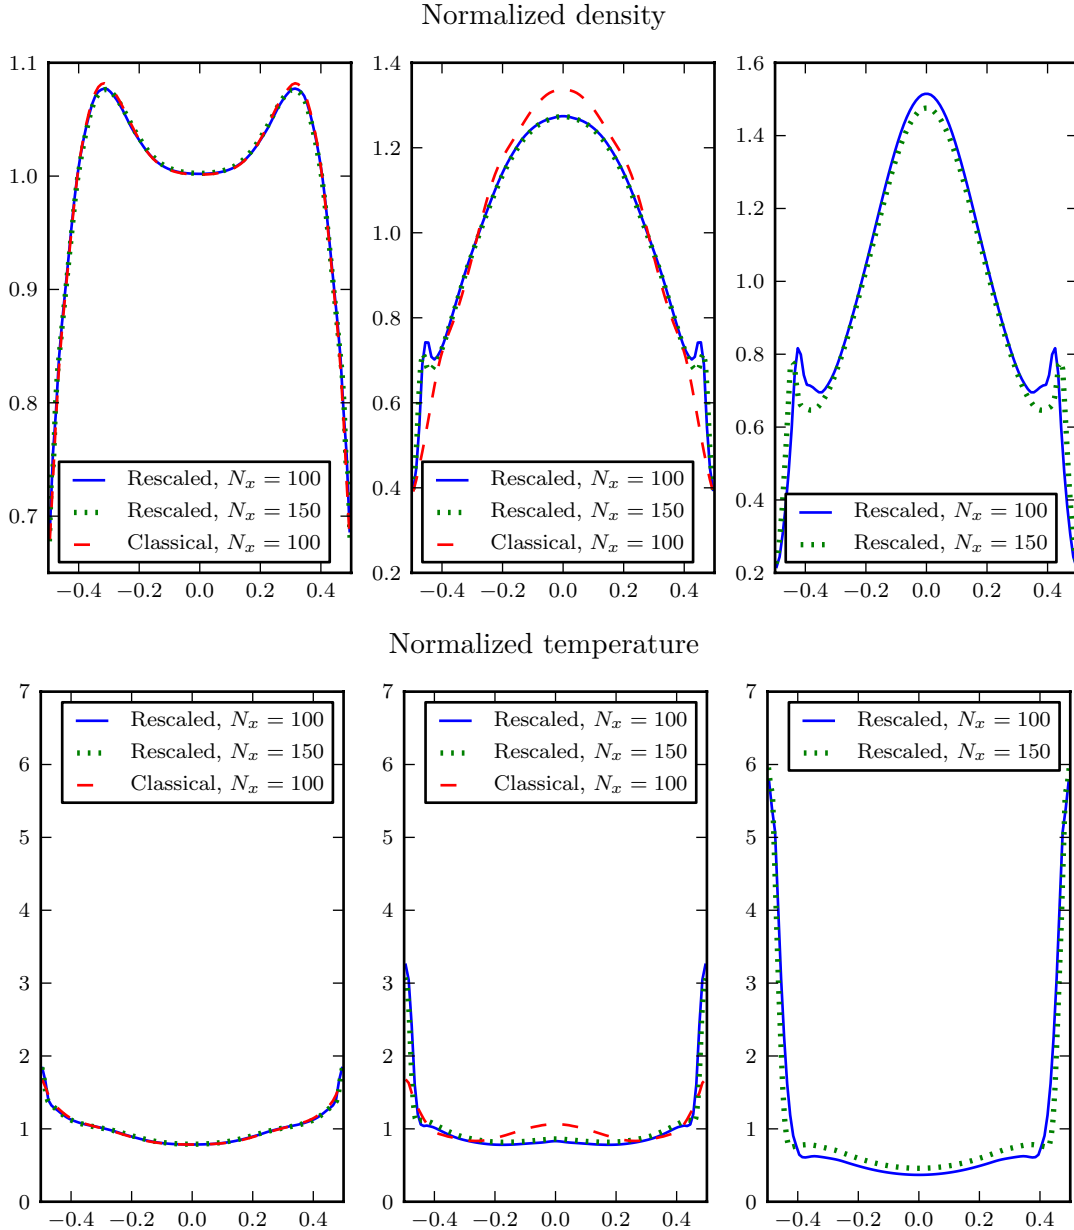 Normalized density
1.1
1.0
0.9
0.8
0.7
Rescaled, N_x = 100
Rescaled, N_x = 150
Classical, N_x = 100
−0.4 −0.2 0.0 0.2 0.4
1.4
1.2
1.0
0.8
0.6
0.4
0.2
Rescaled, N_x = 100
Rescaled, N_x = 150
Classical, N_x = 100
−0.4 −0.2 0.0 0.2 0.4
1.6
1.4
1.2
1.0
0.8
0.6
0.4
0.2
Rescaled, N_x = 100
Rescaled, N_x = 150
−0.4 −0.2 0.0 0.2 0.4
Normalized temperature
7
6
5
4
3
2
1
0
Rescaled, N_x = 100
Rescaled, N_x = 150
Classical, N_x = 100
−0.4 −0.2 0.0 0.2 0.4
7
6
5
4
3
2
1
0
Rescaled, N_x = 100
Rescaled, N_x = 150
Classical, N_x = 100
−0.4 −0.2 0.0 0.2 0.4
7
6
5
4
3
2
1
0
Rescaled, N_x = 100
Rescaled, N_x = 150
−0.4 −0.2 0.0 0.2 0.4